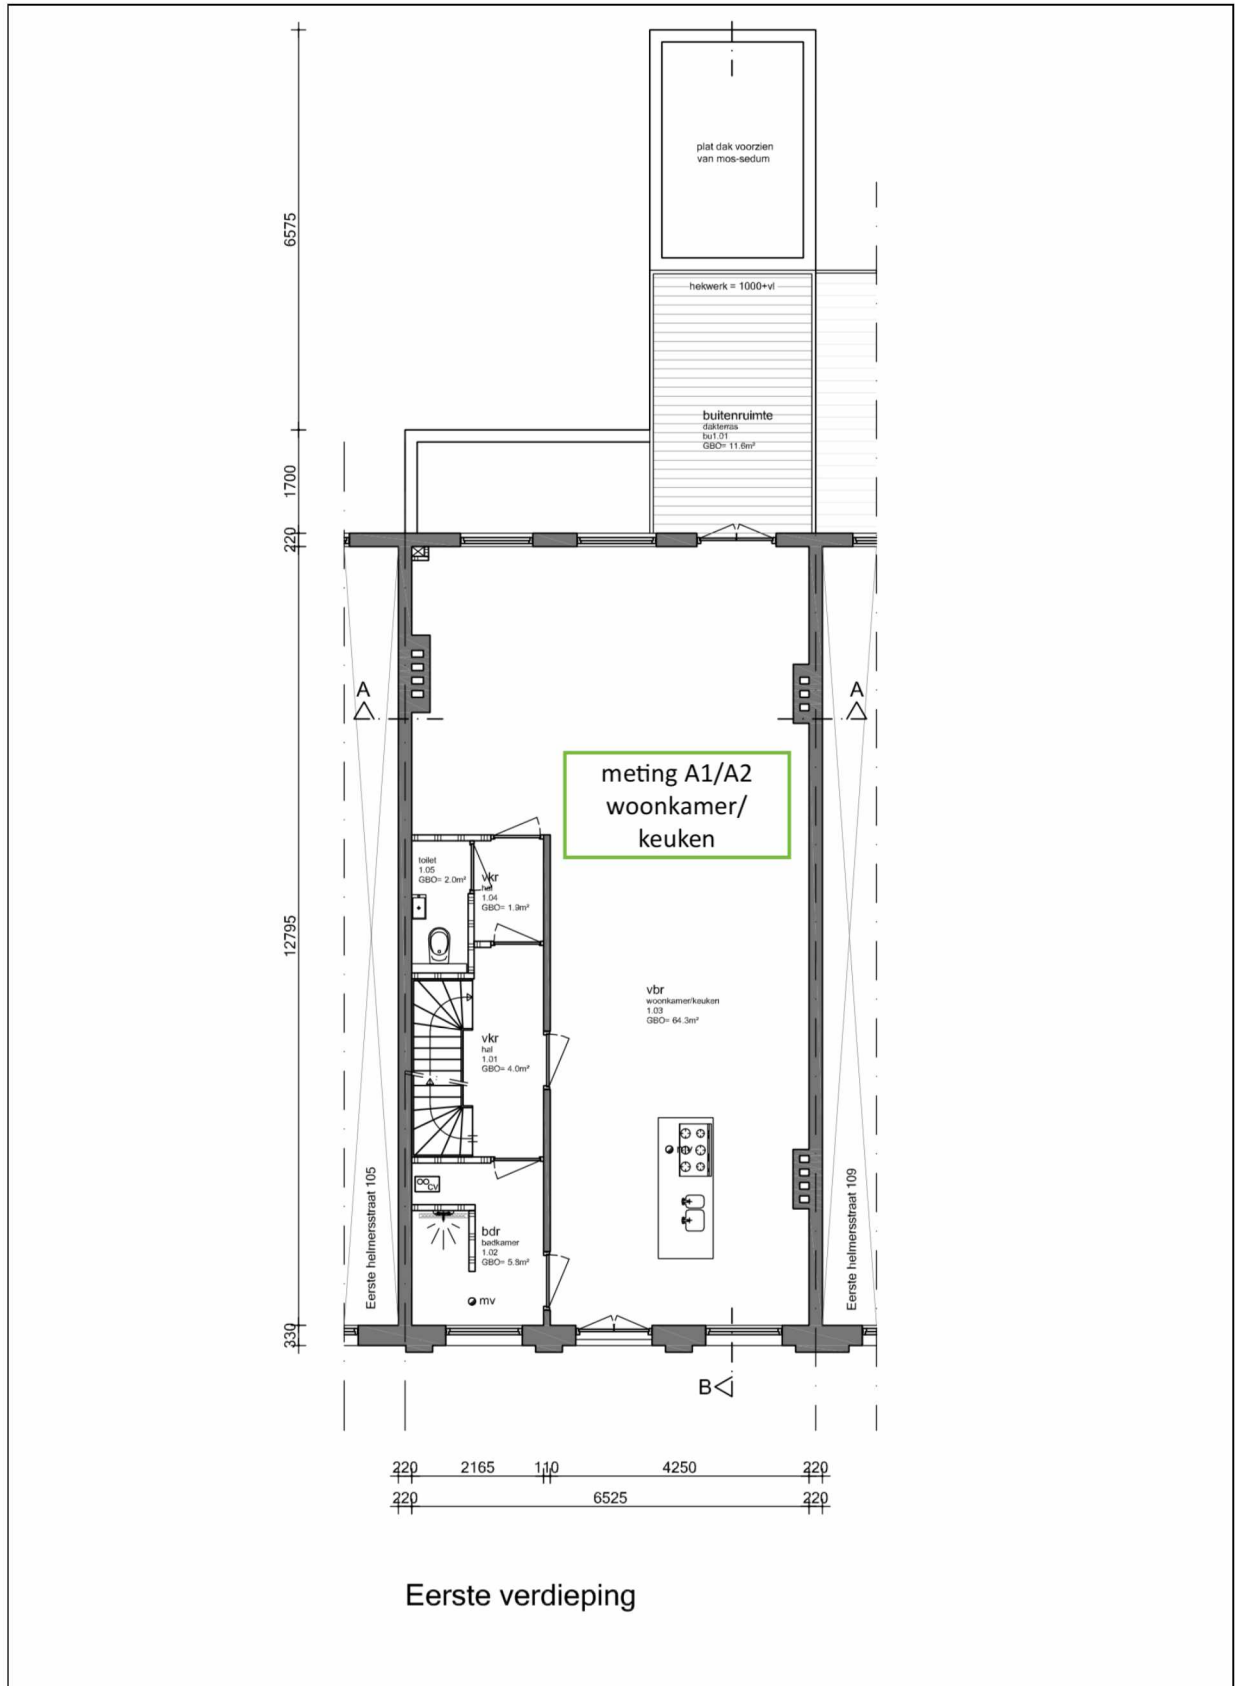 plat dak voorzien
van mos-sedum
6575
hekwerk = 1000+vl
buitenruimte
dakterras
bu1.01
GBO= 11.6m²
1700
220
A
A
meting A1/A2
woonkamer/
keuken
toilet
1.05
GBO= 2.0m²
vkr
hal
1.04
GBO= 1.9m²
12795
vbr
woonkamer/keuken
1.03
GBO= 64.3m²
vkr
hal
1.01
GBO= 4.0m²
mv
CV
bdr
badkamer
1.02
GBO= 5.8m²
mv
Eerste helmersstraat 105
Eerste helmersstraat 109
330
B
220 2165 110 4250 220
220 6525 220
Eerste verdieping